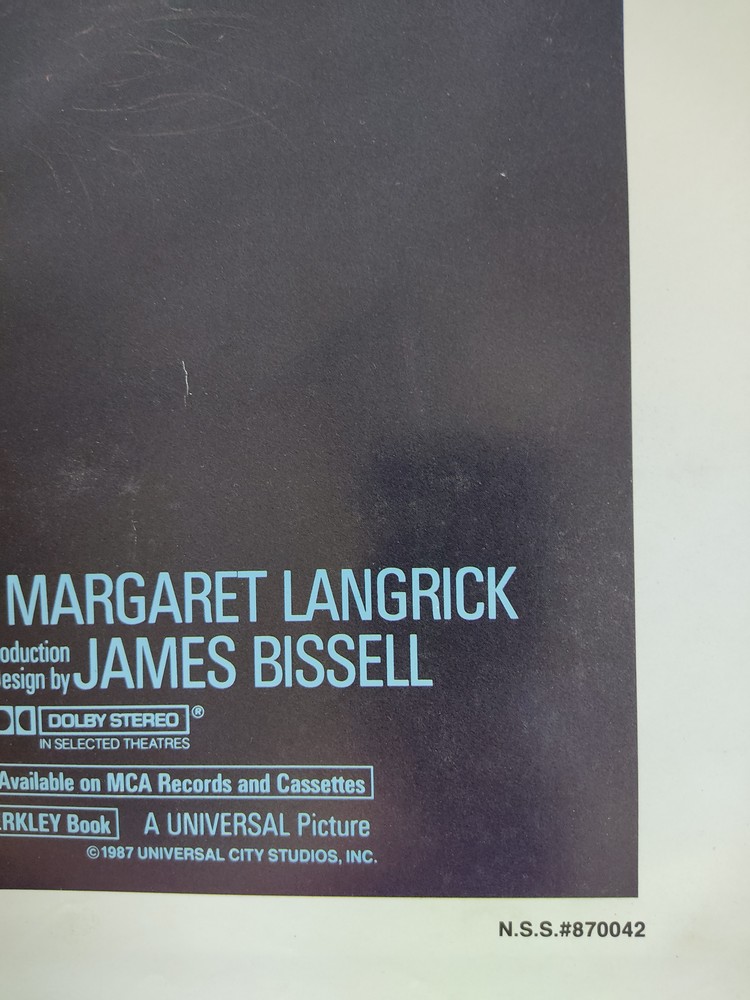 MARGARET LANGRICK
oduction
esign by JAMES BISSELL
DOLBY STEREO ®
IN SELECTED THEATRES
Available on MCA Records and Cassettes
ERKLEY Book A UNIVERSAL Picture
©1987 UNIVERSAL CITY STUDIOS, INC.
N.S.S.#870042